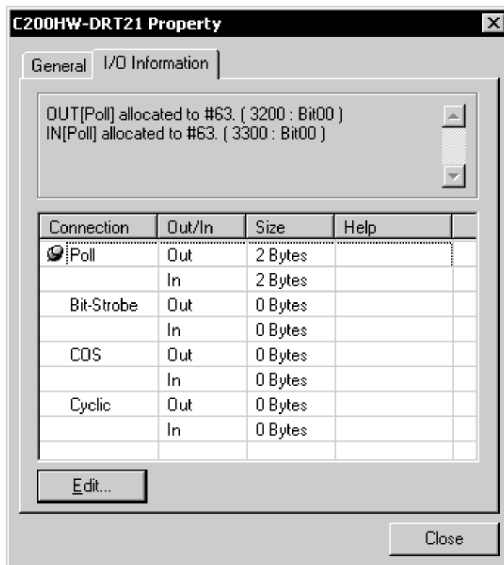 C200HW-DRT21 Property
General I/O Information
OUT[Poll] allocated to #63. ( 3200 : Bit00 )
IN[Poll] allocated to #63. ( 3300 : Bit00 )
Connection Out/In Size Help
Poll Out 2 Bytes
In 2 Bytes
Bit-Strobe Out 0 Bytes
In 0 Bytes
COS Out 0 Bytes
In 0 Bytes
Cyclic Out 0 Bytes
In 0 Bytes
Edit...
Close